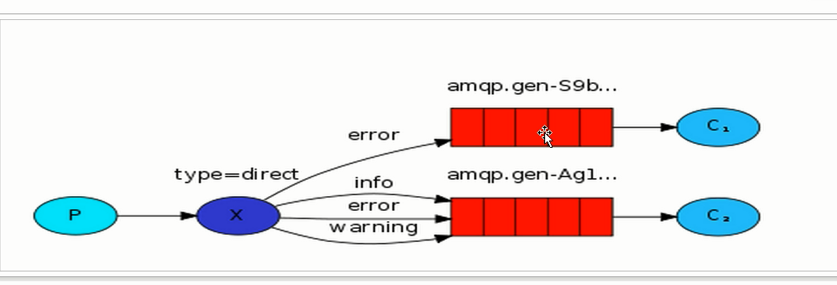 amqp.gen-S9b...
error
C₁
type=direct
info
amqp.gen-Ag1...
error
P
X
warning
C₂